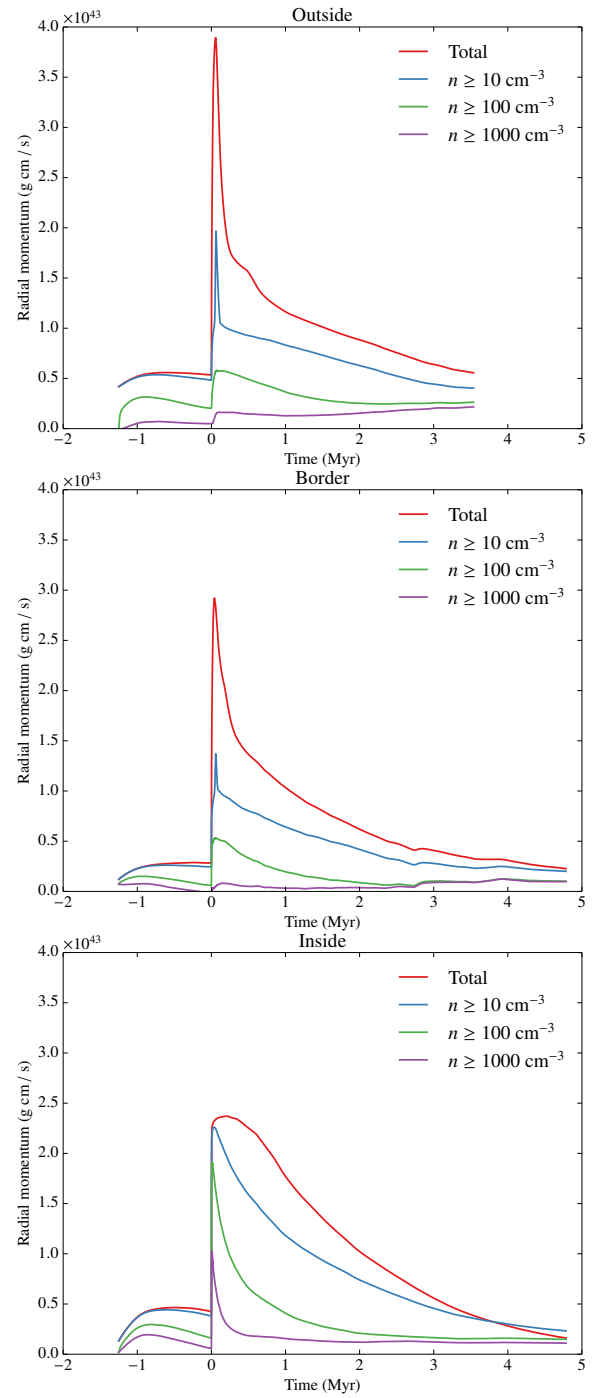 Outside
×10⁴³
4.0
3.5
3.0
2.5
2.0
1.5
1.0
0.5
0.0
Radial momentum (g cm / s)
Total
n ≥ 10 cm⁻³
n ≥ 100 cm⁻³
n ≥ 1000 cm⁻³
−2 −1 0 1 2 3 4 5
Time (Myr)
Border
×10⁴³
4.0
3.5
3.0
2.5
2.0
1.5
1.0
0.5
0.0
Radial momentum (g cm / s)
Total
n ≥ 10 cm⁻³
n ≥ 100 cm⁻³
n ≥ 1000 cm⁻³
−2 −1 0 1 2 3 4 5
Time (Myr)
Inside
×10⁴³
4.0
3.5
3.0
2.5
2.0
1.5
1.0
0.5
0.0
Radial momentum (g cm / s)
Total
n ≥ 10 cm⁻³
n ≥ 100 cm⁻³
n ≥ 1000 cm⁻³
−2 −1 0 1 2 3 4 5
Time (Myr)